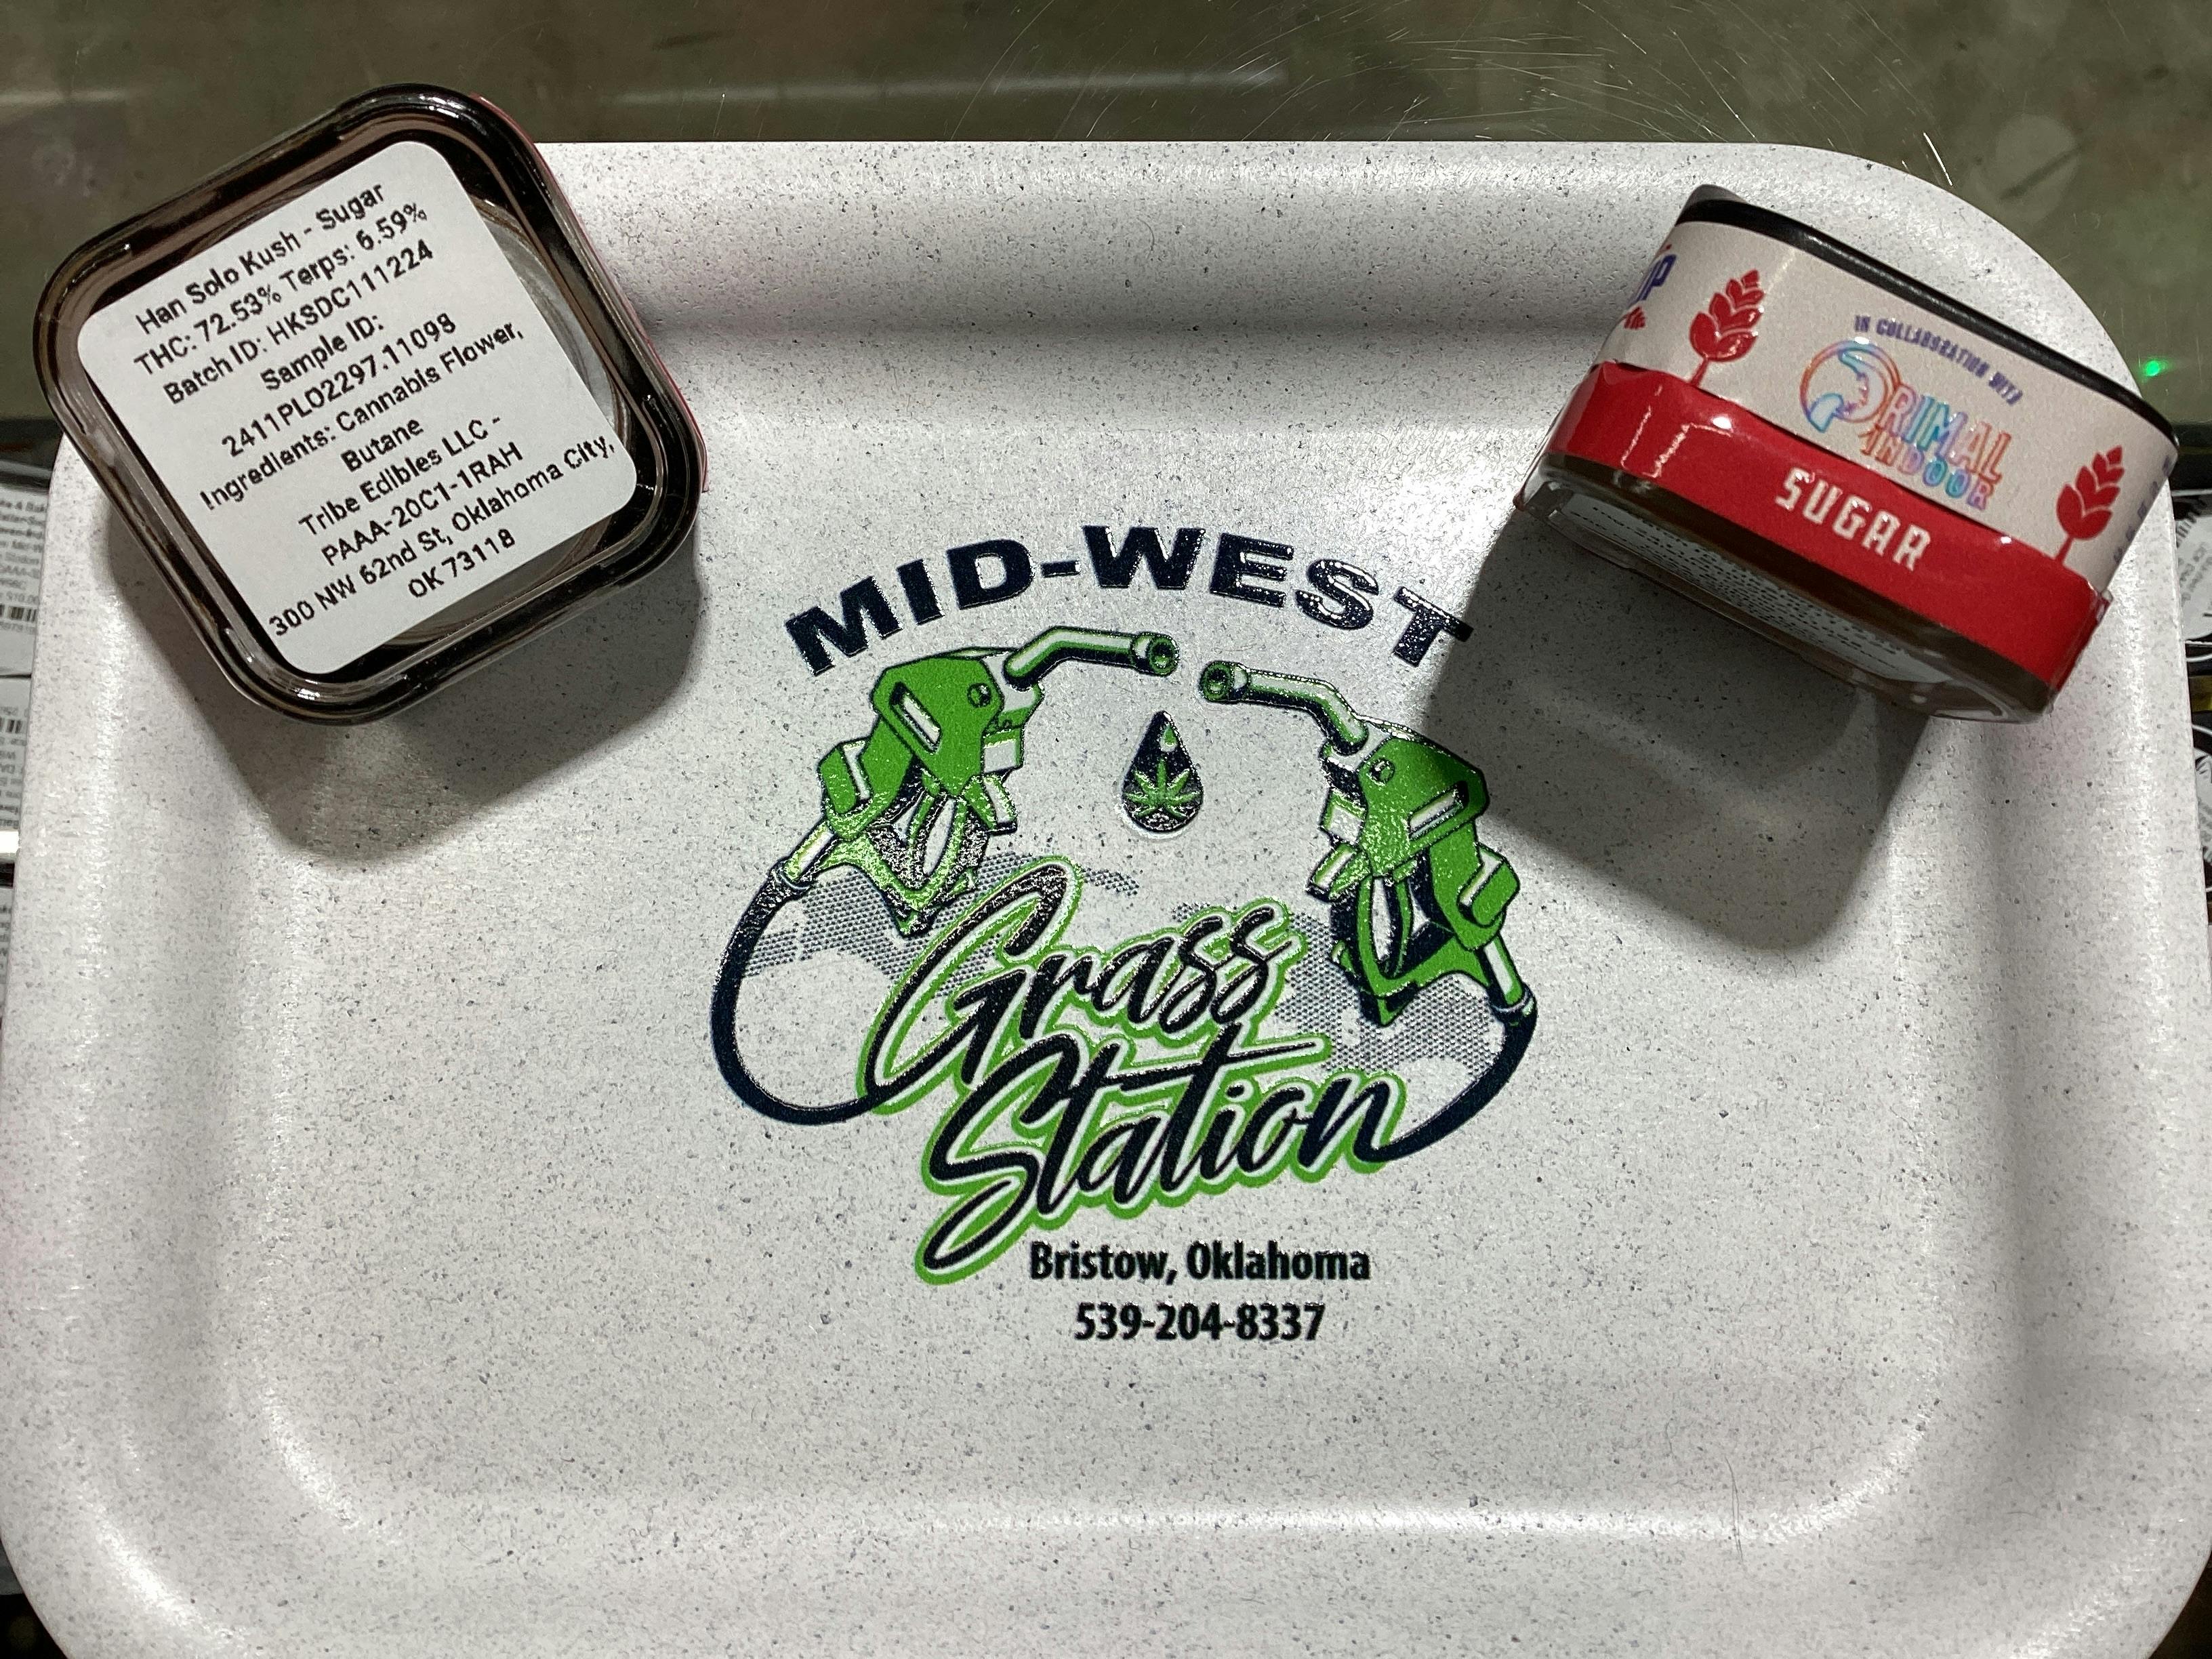 Han Solo Kush - Sugar
THC: 72.53% Terps: 6.59%
Batch ID: HKSDC111224
Sample ID:
2411PLO2297.11098
Ingredients: Cannabis Flower,
Butane
Tribe Edibles LLC -
PAAA-20C1-1RAH
300 NW 62nd St, Oklahoma City,
OK 73118
IN COLLABORATION WITH
PRIMAL
INDOOR
SUGAR
MID-WEST
Grass
Station
Bristow, Oklahoma
539-204-8337